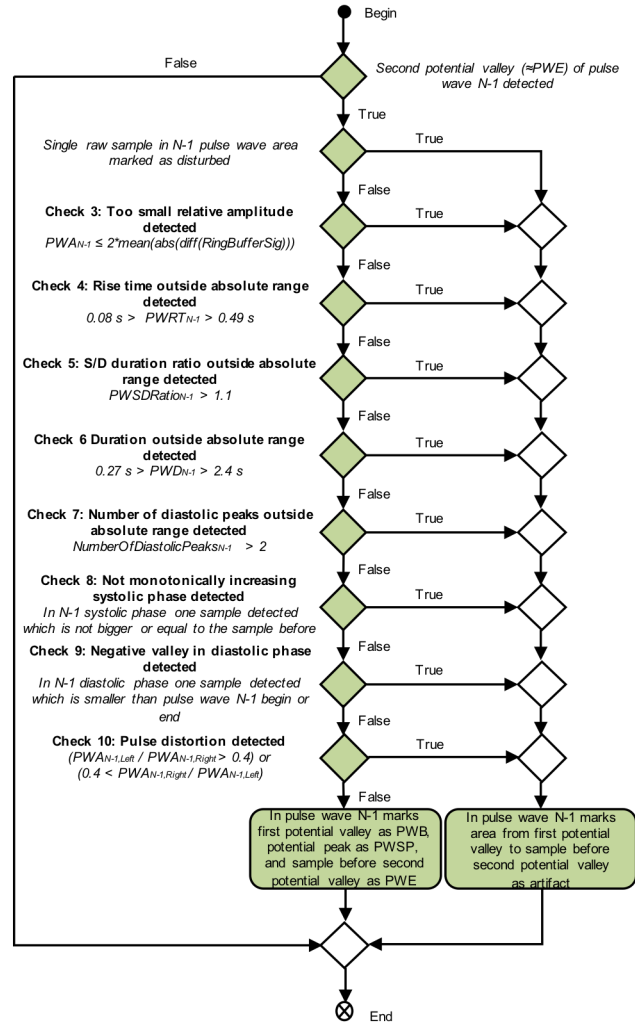 Begin
False
Second potential valley (≈PWE) of pulse
wave N-1 detected
True
Single raw sample in N-1 pulse wave area
marked as disturbed
True
False
Check 3: Too small relative amplitude
detected
PWAN-1 ≤ 2*mean(abs(diff(RingBufferSig)))
True
False
Check 4: Rise time outside absolute range
detected
0.08 s > PWRTN-1 > 0.49 s
True
False
Check 5: S/D duration ratio outside absolute
range detected
PWSDRatioN-1 > 1.1
True
False
Check 6 Duration outside absolute range
detected
0.27 s > PWDN-1 > 2.4 s
True
False
Check 7: Number of diastolic peaks outside
absolute range detected
NumberOfDiastolicPeaksN-1 > 2
True
False
Check 8: Not monotonically increasing
systolic phase detected
In N-1 systolic phase one sample detected
which is not bigger or equal to the sample before
True
False
Check 9: Negative valley in diastolic phase
detected
In N-1 diastolic phase one sample detected
which is smaller than pulse wave N-1 begin or
end
True
False
Check 10: Pulse distortion detected
(PWAN-1,Left / PWAN-1,Right > 0.4) or
(0.4 < PWAN-1,Right / PWAN-1,Left)
True
False
In pulse wave N-1 marks
first potential valley as PWB,
potential peak as PWSP,
and sample before second
potential valley as PWE
In pulse wave N-1 marks
area from first potential
valley to sample before
second potential valley
as artifact
End